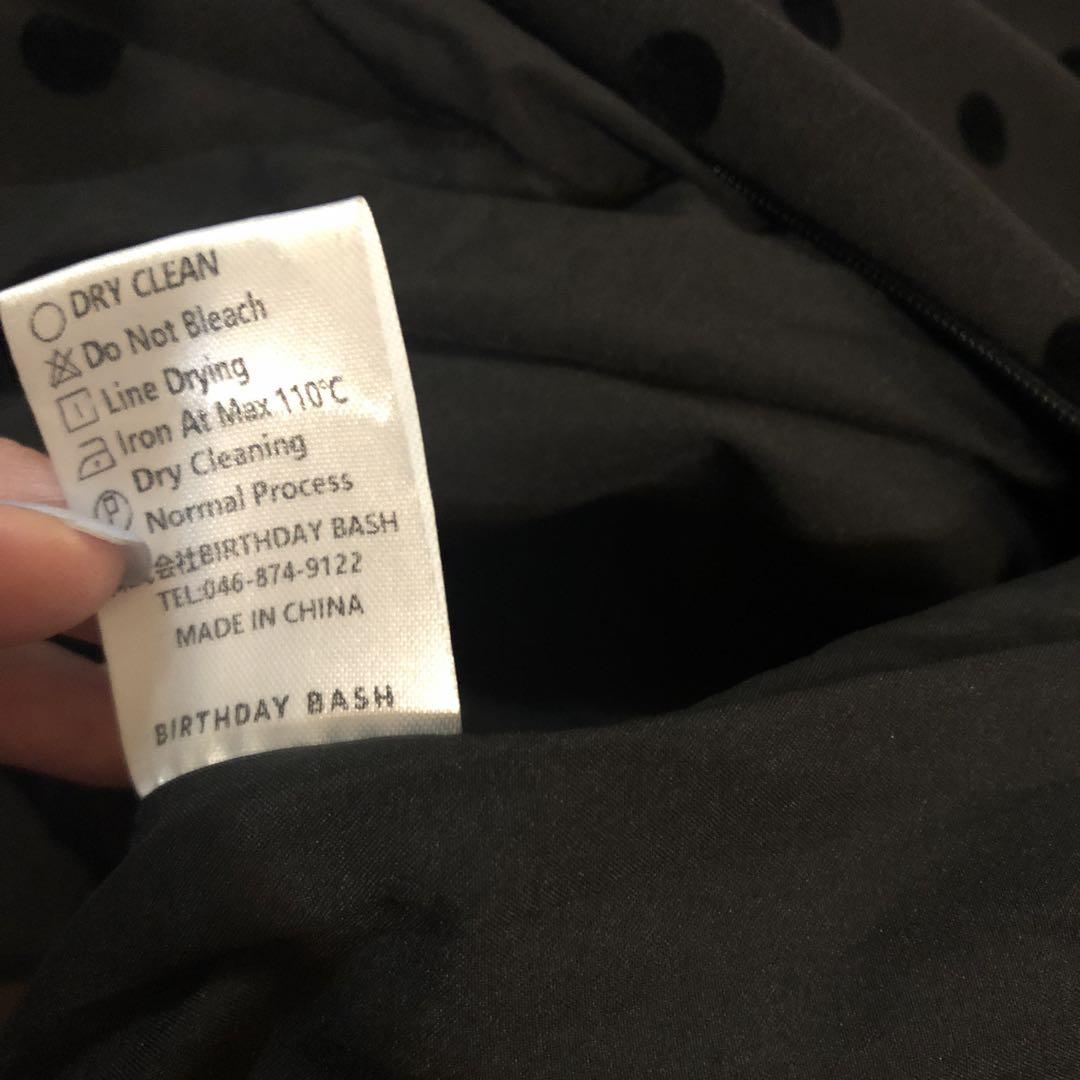 DRY CLEAN
Do Not Bleach
Line Drying
Iron At Max 110℃
Dry Cleaning
Normal Process
会社BIRTHDAY BASH
TEL:046-874-9122
MADE IN CHINA
BIRTHDAY BASH